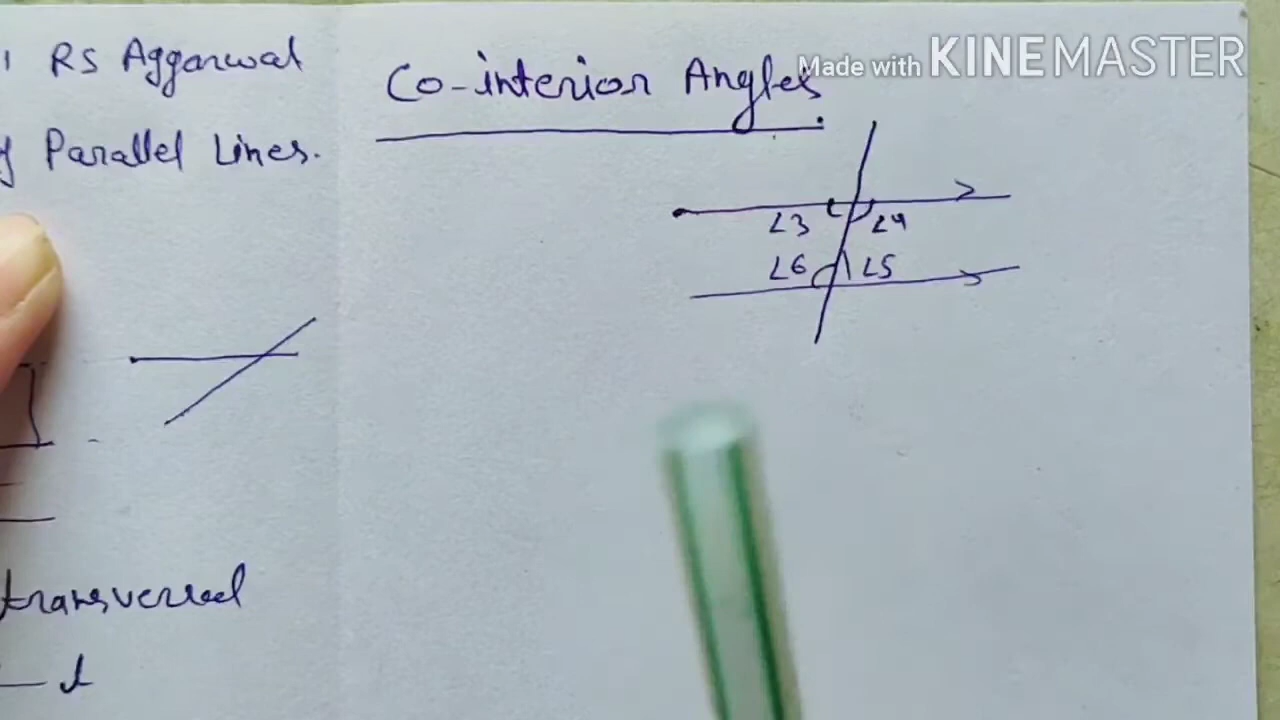 RS Aggarwal
Parallel Lines.
transversal
Co-interior Angles.
Made with KINEMASTER
∠3 ∠4
∠6 ∠5